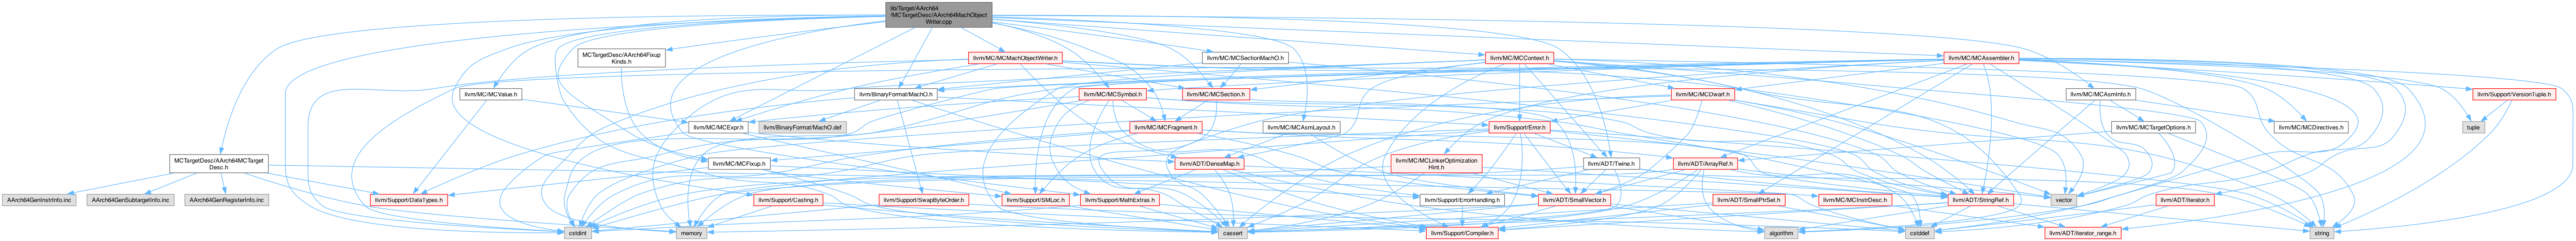 lib/Target/AArch64
/MCTargetDesc/AArch64MachObject
Writer.cpp
MCTargetDesc/AArch64Fixup
Kinds.h
llvm/MC/MCMachObjectWriter.h
llvm/MC/MCSectionMachO.h
llvm/MC/MCContext.h
llvm/MC/MCAssembler.h
llvm/MC/MCValue.h
llvm/BinaryFormat/MachO.h
llvm/MC/MCSymbol.h
llvm/MC/MCSection.h
llvm/MC/MCDwarf.h
llvm/MC/MCAsmInfo.h
llvm/Support/VersionTuple.h
llvm/MC/MCExpr.h
llvm/BinaryFormat/MachO.def
llvm/MC/MCFragment.h
llvm/MC/MCAsmLayout.h
llvm/Support/Error.h
llvm/MC/MCTargetOptions.h
llvm/MC/MCDirectives.h
tuple
MCTargetDesc/AArch64MCTarget
Desc.h
llvm/MC/MCFixup.h
llvm/ADT/DenseMap.h
llvm/MC/MCLinkerOptimization
Hint.h
llvm/ADT/Twine.h
llvm/ADT/ArrayRef.h
AArch64GenInstrInfo.inc
AArch64GenSubtargetInfo.inc
AArch64GenRegisterInfo.inc
llvm/Support/DataTypes.h
llvm/Support/Casting.h
llvm/Support/SwapByteOrder.h
llvm/Support/SMLoc.h
llvm/Support/MathExtras.h
llvm/ADT/SmallVector.h
llvm/Support/ErrorHandling.h
llvm/ADT/SmallPtrSet.h
llvm/MC/MCInstrDesc.h
llvm/ADT/StringRef.h
vector
llvm/ADT/iterator.h
cstdint
memory
cassert
llvm/Support/Compiler.h
algorithm
cstddef
llvm/ADT/iterator_range.h
string